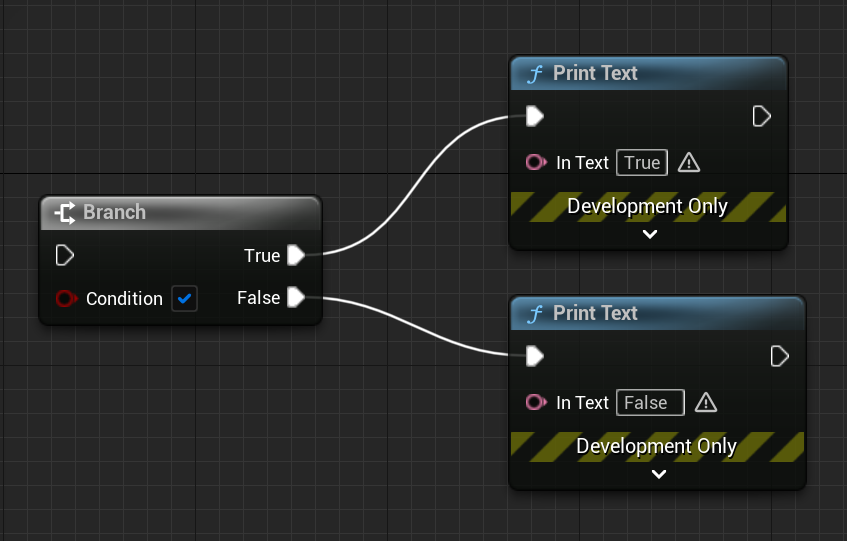 Print Text
In Text True
Development Only
Branch
True
Condition False
Print Text
In Text False
Development Only